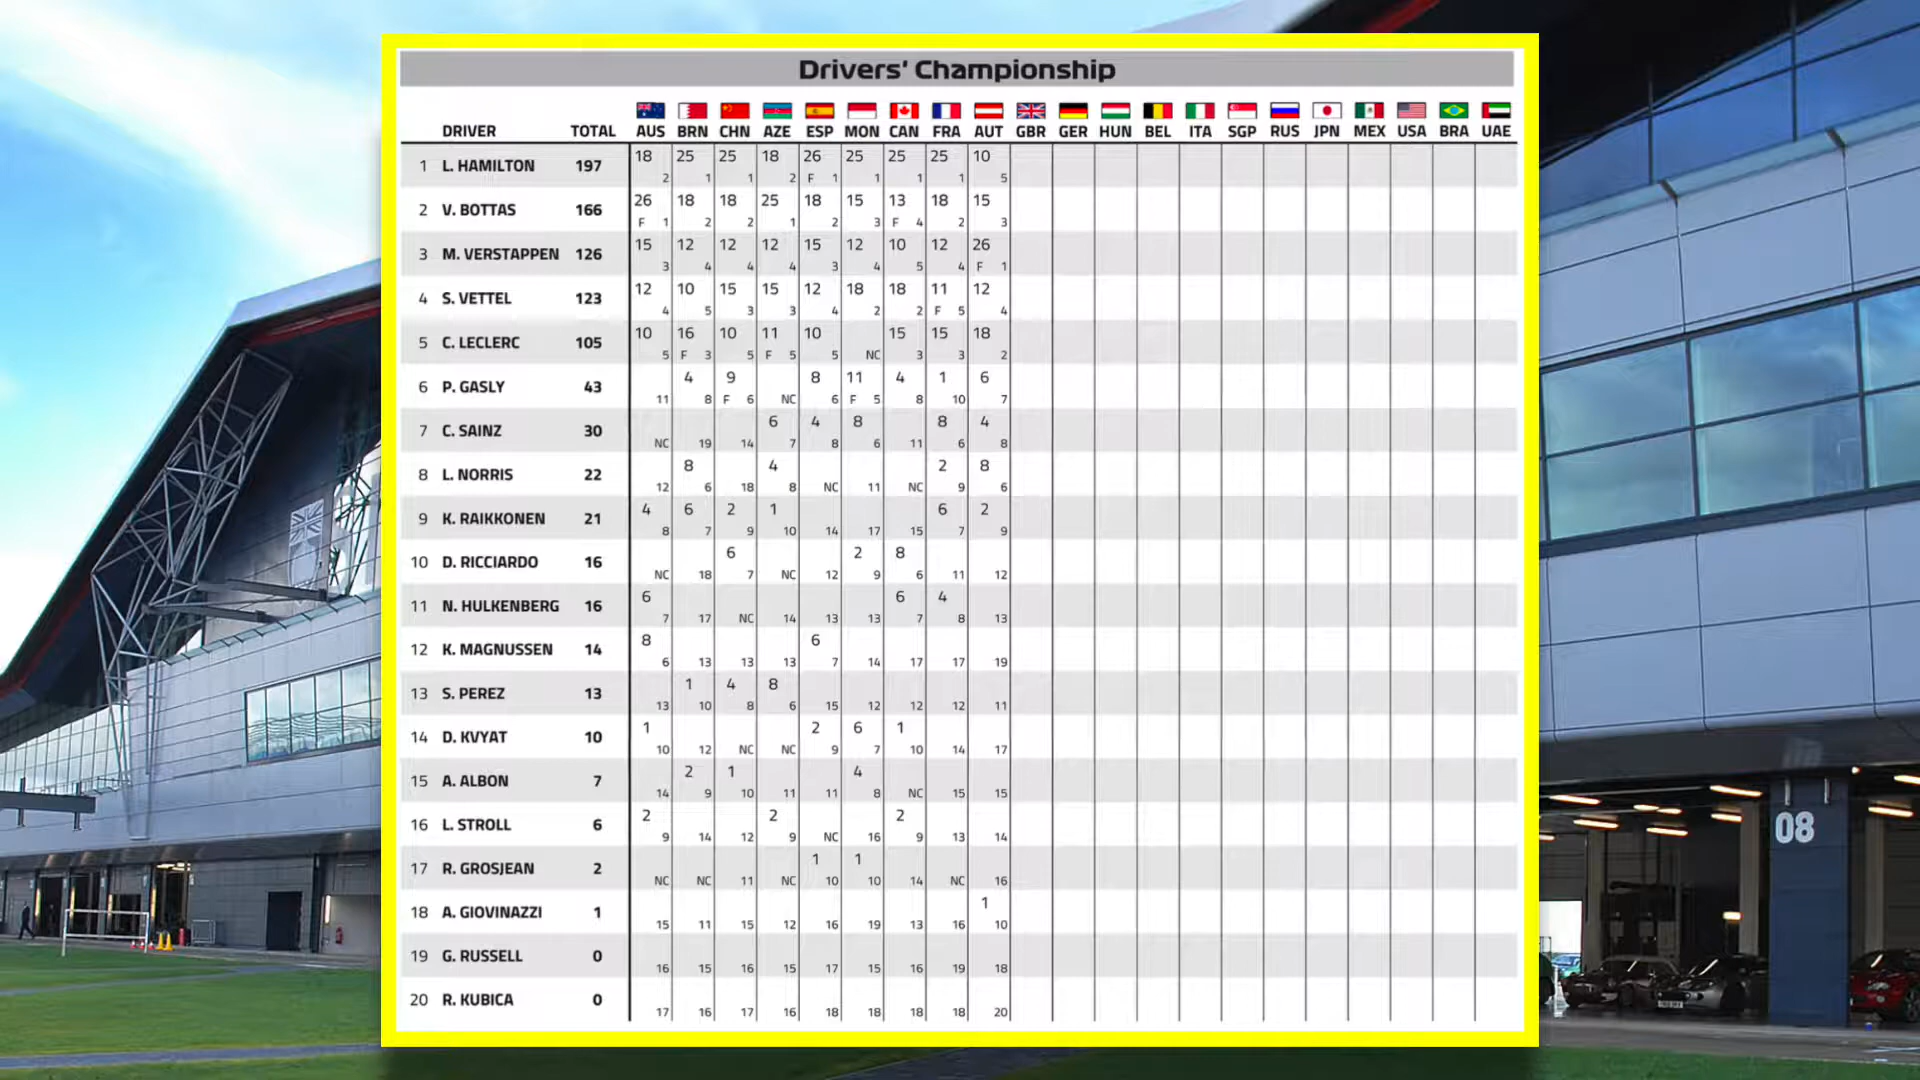 Drivers' Championship
DRIVER TOTAL AUS BRN CHN AZE ESP MON CAN FRA AUT GBR GER HUN BEL ITA SGP RUS JPN MEX USA BRA UAE
1 L. HAMILTON 197 18 25 25 18 26 25 25 25 10
2 1 1 2 F 1 1 1 1 5
2 V. BOTTAS 166 26 18 18 25 18 15 13 18 15
F 1 2 2 1 2 3 F 4 2 3
3 M. VERSTAPPEN 126 15 12 12 12 15 12 10 12 26
3 4 4 4 3 4 5 4 F 1
4 S. VETTEL 123 12 10 15 15 12 18 18 11 12
4 5 3 3 4 2 2 F 5 4
5 C. LECLERC 105 10 16 10 11 10 15 15 18
5 F 3 5 F 5 5 NC 3 3 2
6 P. GASLY 43 4 9 8 11 4 1 6
11 8 F 6 NC 6 F 5 8 10 7
7 C. SAINZ 30 6 4 8 8 4
NC 19 14 7 8 6 11 6 8
8 L. NORRIS 22 8 4 2 8
12 6 18 8 NC 11 NC 9 6
9 K. RAIKKONEN 21 4 6 2 1 6 2
8 7 9 10 14 17 15 7 9
10 D. RICCIARDO 16 6 2 8
NC 18 7 NC 12 9 6 11 12
11 N. HULKENBERG 16 6 6 4
7 17 NC 14 13 13 7 8 13
12 K. MAGNUSSEN 14 8 6
6 13 13 13 7 14 17 17 19
13 S. PEREZ 13 1 4 8
13 10 8 6 15 12 12 12 11
14 D. KVYAT 10 1 2 6 1
10 12 NC NC 9 7 10 14 17
15 A. ALBON 7 2 1 4
14 9 10 11 11 8 NC 15 15
16 L. STROLL 6 2 2 2
9 14 12 9 NC 16 9 13 14
17 R. GROSJEAN 2 1 1
NC NC 11 NC 10 10 14 NC 16
18 A. GIOVINAZZI 1 1
15 11 15 12 16 19 13 16 10
19 G. RUSSELL 0
16 15 16 15 17 15 16 19 18
20 R. KUBICA 0
17 16 17 16 18 18 18 18 20
08